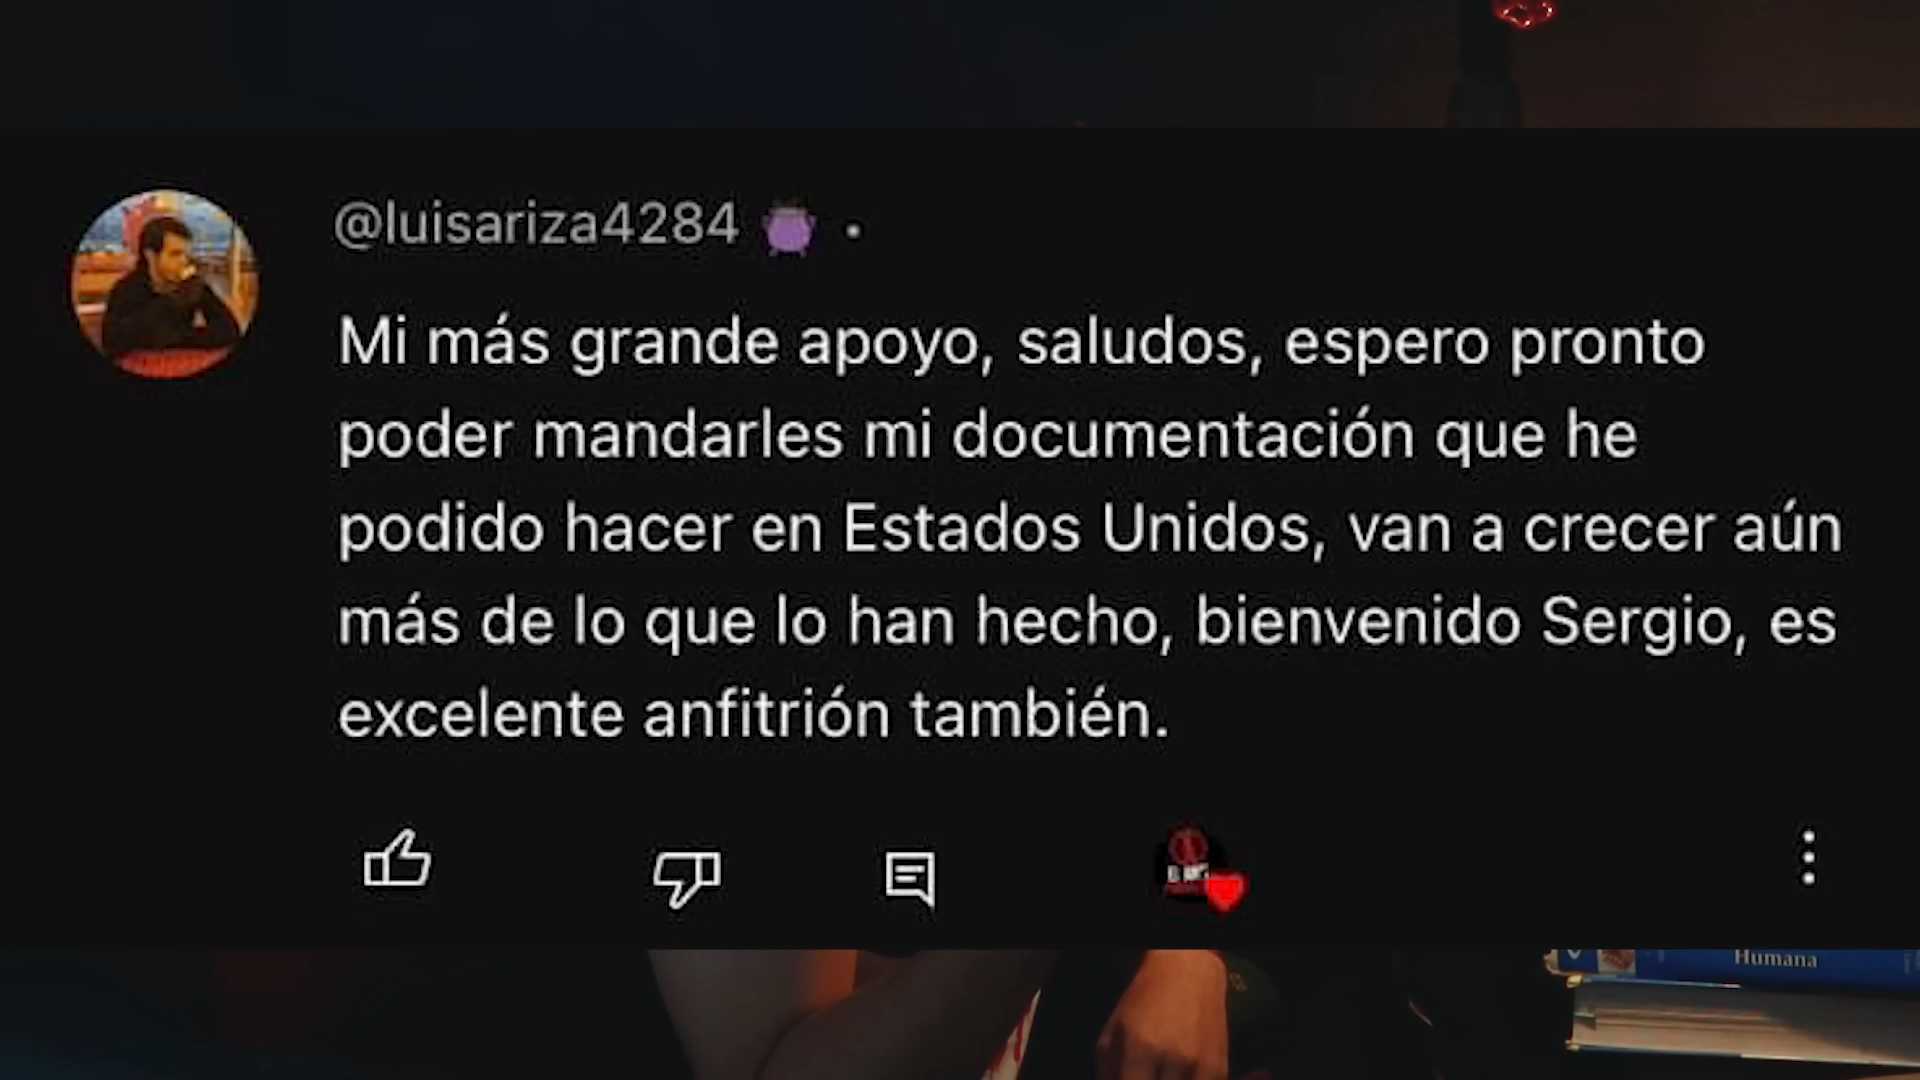 @luisariza4284
Mi más grande apoyo, saludos, espero pronto
poder mandarles mi documentación que he
podido hacer en Estados Unidos, van a crecer aún
más de lo que lo han hecho, bienvenido Sergio, es
excelente anfitrión también.
Humana